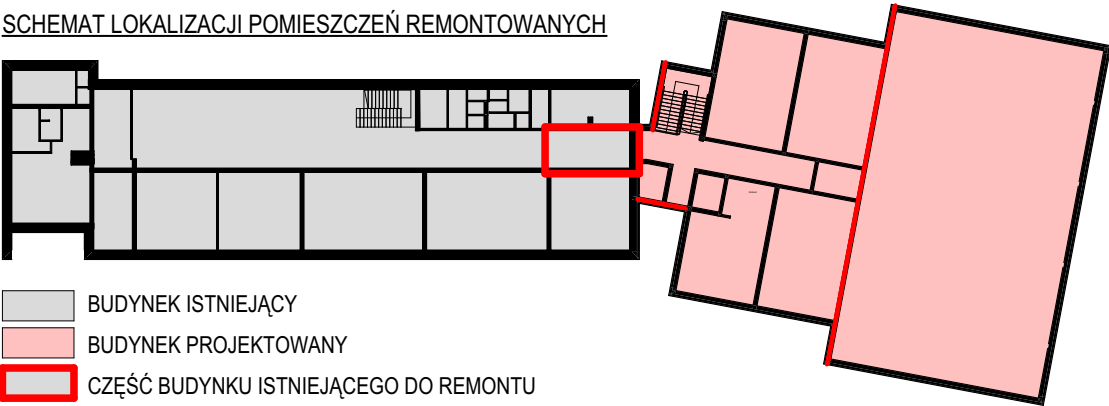 SCHEMAT LOKALIZACJI POMIESZCZEŃ REMONTOWANYCH
BUDYNEK ISTNIEJĄCY
BUDYNEK PROJEKTOWANY
CZĘŚĆ BUDYNKU ISTNIEJĄCEGO DO REMONTU